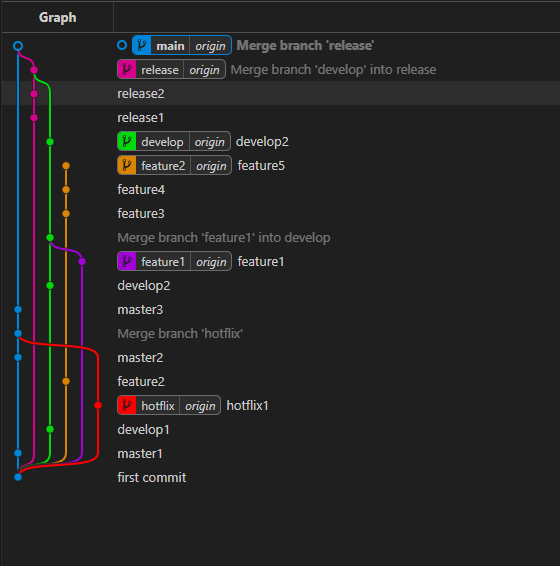 Graph
main origin Merge branch 'release'
release origin Merge branch 'develop' into release
release2
release1
develop origin develop2
feature2 origin feature5
feature4
feature3
Merge branch 'feature1' into develop
feature1 origin feature1
develop2
master3
Merge branch 'hotflix'
master2
feature2
hotflix origin hotflix1
develop1
master1
first commit